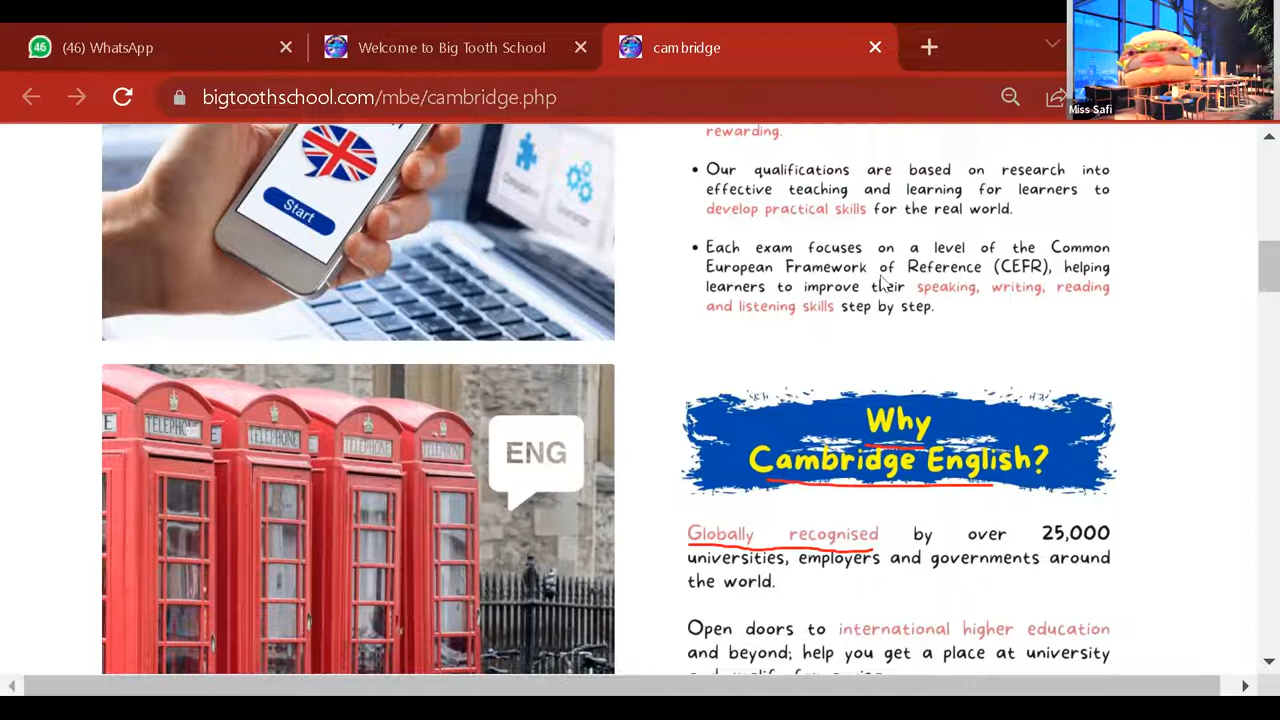 46
(46) WhatsApp
Welcome to Big Tooth School
cambridge
bigtoothschool.com/mbe/cambridge.php
Miss Safi
Start
rewarding.
• Our qualifications are based on research into
effective teaching and learning for learners to
develop practical skills for the real world.
• Each exam focuses on a level of the Common
European Framework of Reference (CEFR), helping
learners to improve their speaking, writing, reading
and listening skills step by step.
TELEPHONE
TELEPHONE
TELEPHONE
TELEPHONE
ENG
Why
Cambridge English?
Globally recognised by over 25,000
universities, employers and governments around
the world.
Open doors to international higher education
and beyond; help you get a place at university